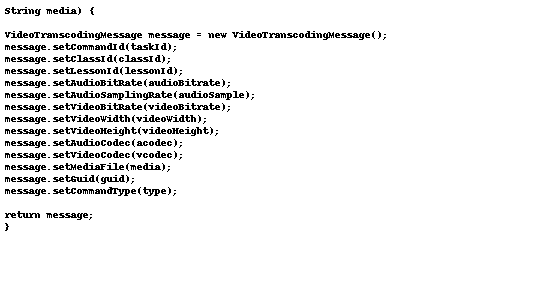 String media) {
VideoTranscodingMessage message = new VideoTranscodingMessage();
message.setCommandId(taskId);
message.setClassId(classId);
message.setLessonId(lessonId);
message.setAudioBitRate(audioBitrate);
message.setAudioSamplingRate(audioSample);
message.setVideoBitRate(videoBitrate);
message.setVideoWidth(videoWidth);
message.setVideoHeight(videoHeight);
message.setAudioCodec(acodec);
message.setVideoCodec(vcodec);
message.setMediaFile(media);
message.setGuid(guid);
message.setCommandType(type);
return message;
}